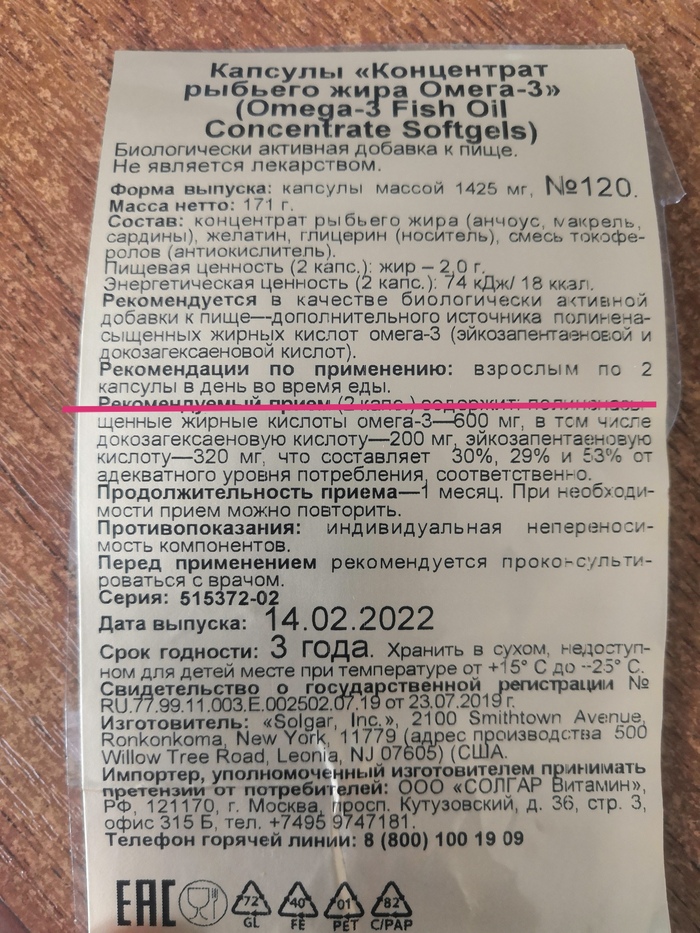 Капсулы «Концентрат
рыбьего жира Омега-3»
(Omega-3 Fish Oil
Concentrate Softgels)
Биологически активная добавка к пище.
Не является лекарством.
Форма выпуска: капсулы массой 1425 мг, №120.
Масса нетто: 171 г.
Состав: концентрат рыбьего жира (анчоус, макрель,
сардины), желатин, глицерин (носитель), смесь токофе-
ролов (антиокислитель).
Пищевая ценность (2 капс.): жир – 2,0 г.
Энергетическая ценность (2 капс.): 74 кДж/ 18 ккал.
Рекомендуется в качестве биологически активной
добавки к пище—-дополнительного источника полинена-
сыщенных жирных кислот омега-3 (эйкозапентаеновой и
докозагексаеновой кислот).
Рекомендации по применению: взрослым по 2
капсулы в день во время еды.
Рекомендуемый прием (2 капс.) содержит: полиненасы-
щенные жирные кислоты омега-3—600 мг, в том числе
докозагексаеновую кислоту—200 мг, эйкозапентаеновую
кислоту—320 мг, что составляет 30%, 29% и 53% от
адекватного уровня потребления, соответственно.
Продолжительность приема—1 месяц. При необходи-
мости прием можно повторить.
Противопоказания: индивидуальная непереноси-
мость компонентов.
Перед применением рекомендуется проконсульти-
роваться с врачом.
Серия: 515372-02
Дата выпуска: 14.02.2022
Срок годности: 3 года. Хранить в сухом, недоступ-
ном для детей месте при температуре от +15° С до +25° С.
Свидетельство о государственной регистрации №
RU.77.99.11.003.Е.002502.07.19 от 23.07.2019 г.
Изготовитель: «Solgar, Inc.», 2100 Smithtown Avenue,
Ronkonkoma, New York, 11779 (адрес производства 500
Willow Tree Road, Leonia, NJ 07605) (США.
Импортер, уполномоченный изготовителем принимать
претензии от потребителей: ООО «СОЛГАР Витамин»,
РФ, 121170, г. Москва, просп. Кутузовский, д. 36, стр. 3,
офис 315 Б, тел. +7495 9747181.
Телефон горячей линии: 8 (800) 100 19 09
EAC 72 40 01 82
GL FE PET C/PAP